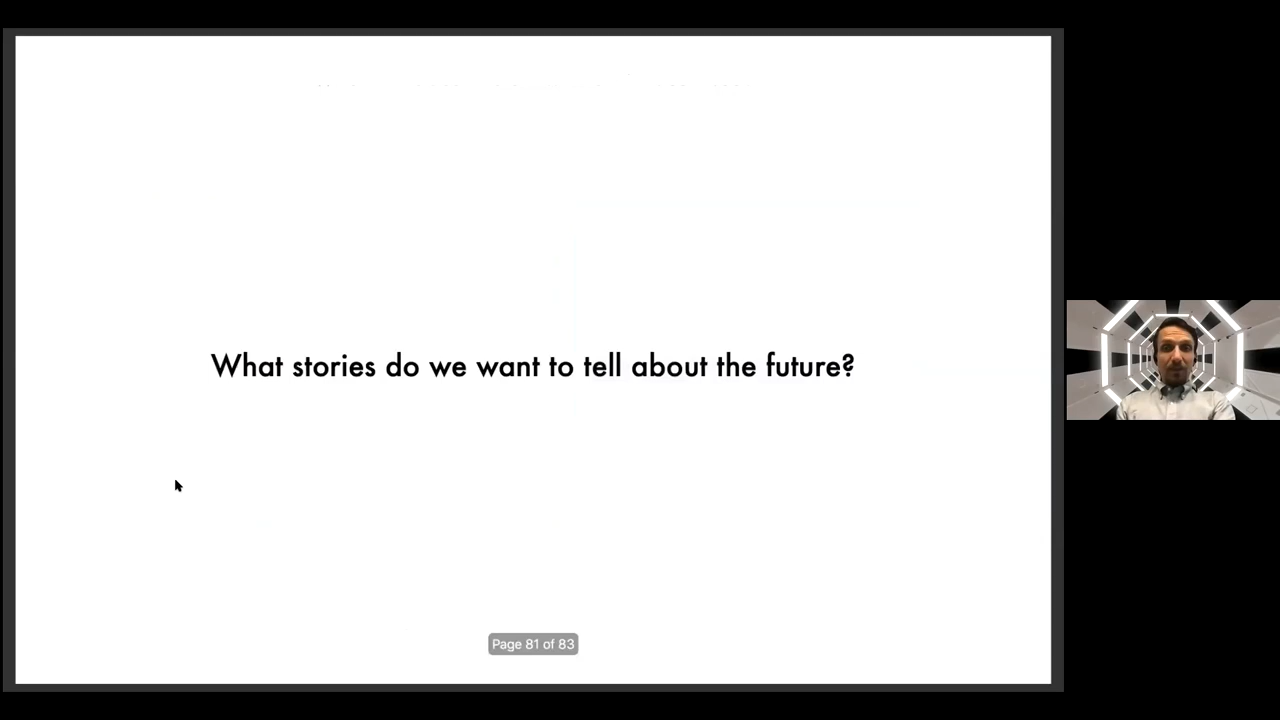 What stories do we want to tell about the future?
Page 81 of 83